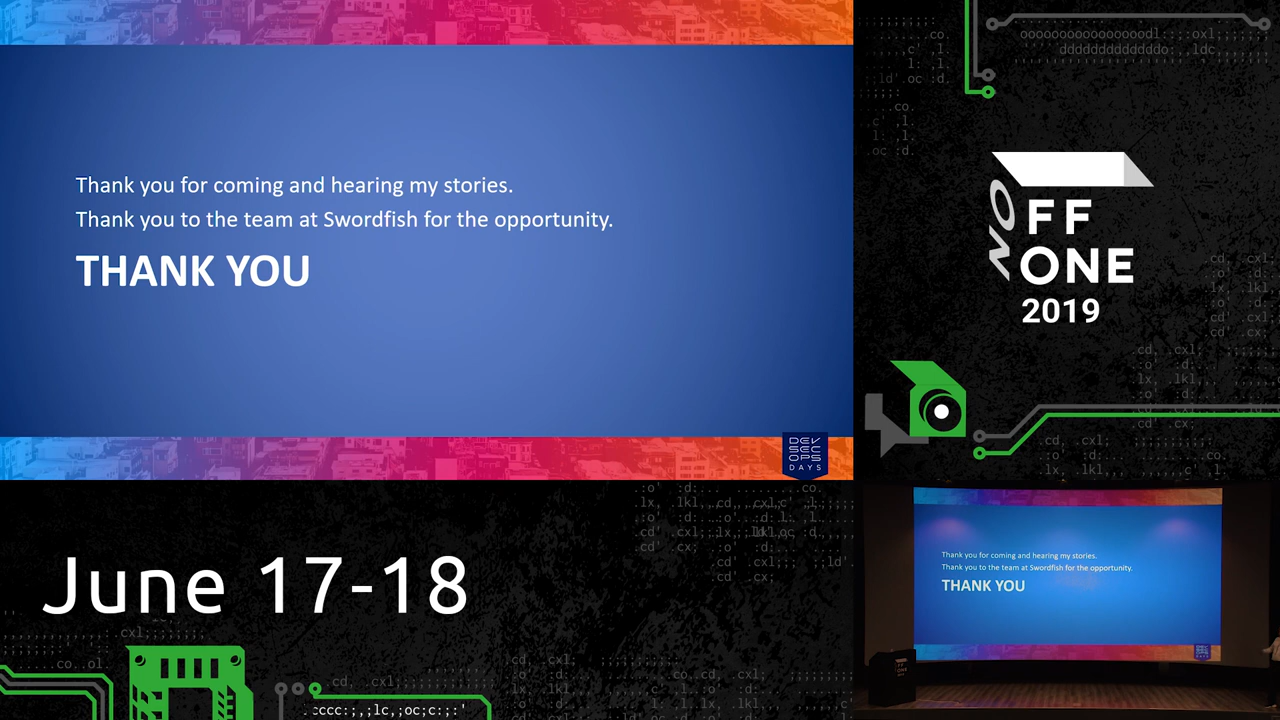 Thank you for coming and hearing my stories.
Thank you to the team at Swordfish for the opportunity.
THANK YOU
DEV
SEC
OPS
DAYS
NO
FF
ONE
2019
June 17-18
Thank you for coming and hearing my stories.
Thank you to the team at Swordfish for the opportunity.
THANK YOU